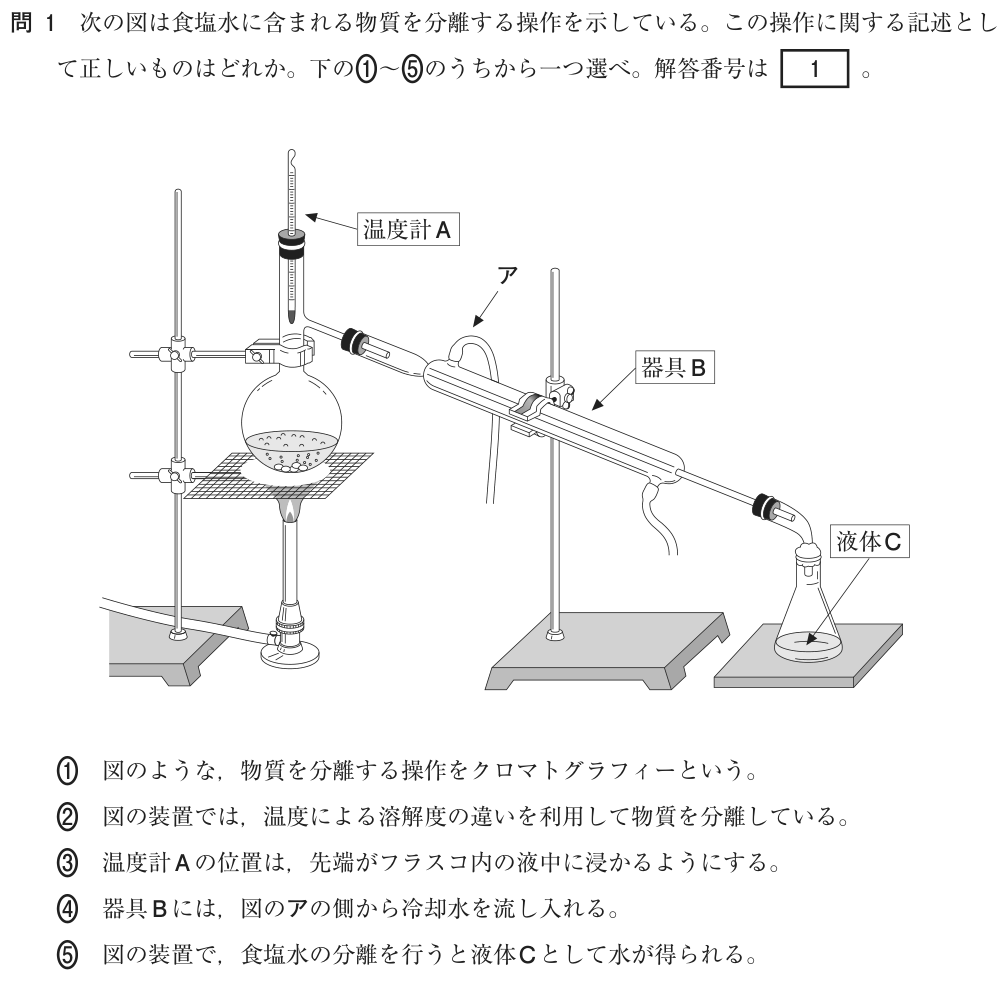 問 1 次の図は食塩水に含まれる物質を分離する操作を示している。この操作に関する記述とし
て正しいものはどれか。下の①～⑤のうちから一つ選べ。解答番号は 1 。
温度計A
ア
器具B
液体C
① 図のような，物質を分離する操作をクロマトグラフィーという。
② 図の装置では，温度による溶解度の違いを利用して物質を分離している。
③ 温度計Aの位置は，先端がフラスコ内の液中に浸かるようにする。
④ 器具Bには，図のアの側から冷却水を流し入れる。
⑤ 図の装置で，食塩水の分離を行うと液体Cとして水が得られる。